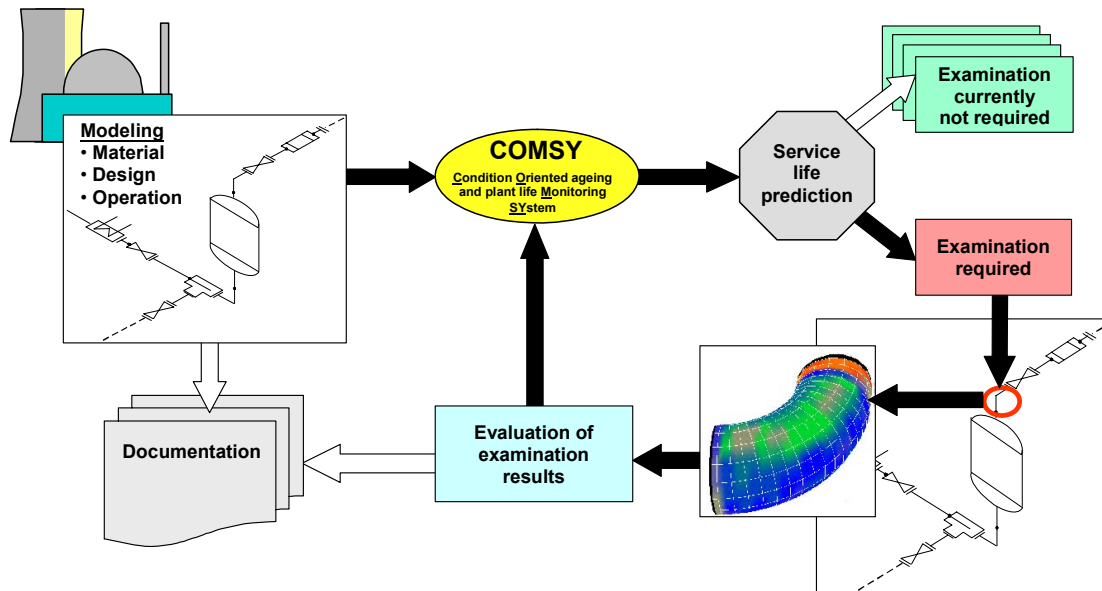 Modeling
• Material
• Design
• Operation
COMSY
Condition Oriented ageing
and plant life Monitoring
SYstem
Service
life
prediction
Examination
currently
not required
Examination
required
Evaluation of
examination
results
Documentation